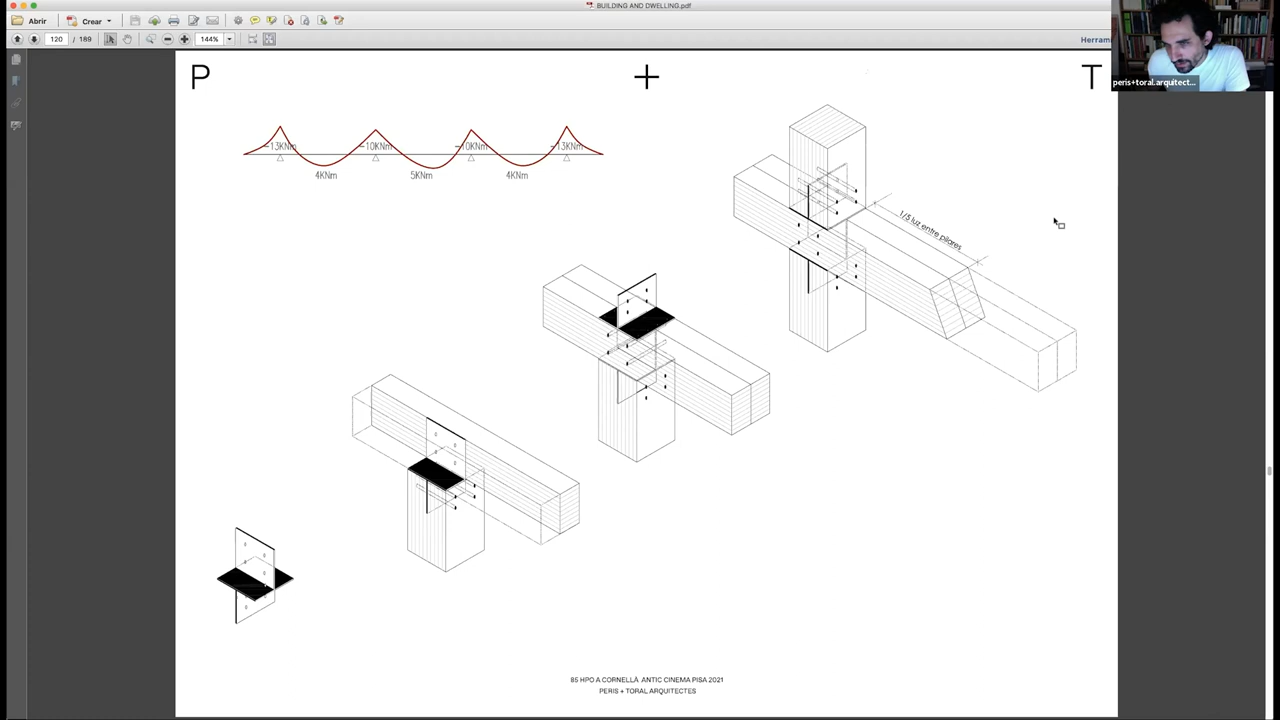 BUILDING AND DWELLING.pdf
Abrir
Crear
120 / 189
144%
Herrami
peris+toral.arquitect...
P + T
-13KNm -10KNm -10KNm -13KNm
4KNm 5KNm 4KNm
1/5 luz entre pilares
85 HPO A CORNELLÀ ANTIC CINEMA PISA 2021
PERIS + TORAL ARQUITECTES